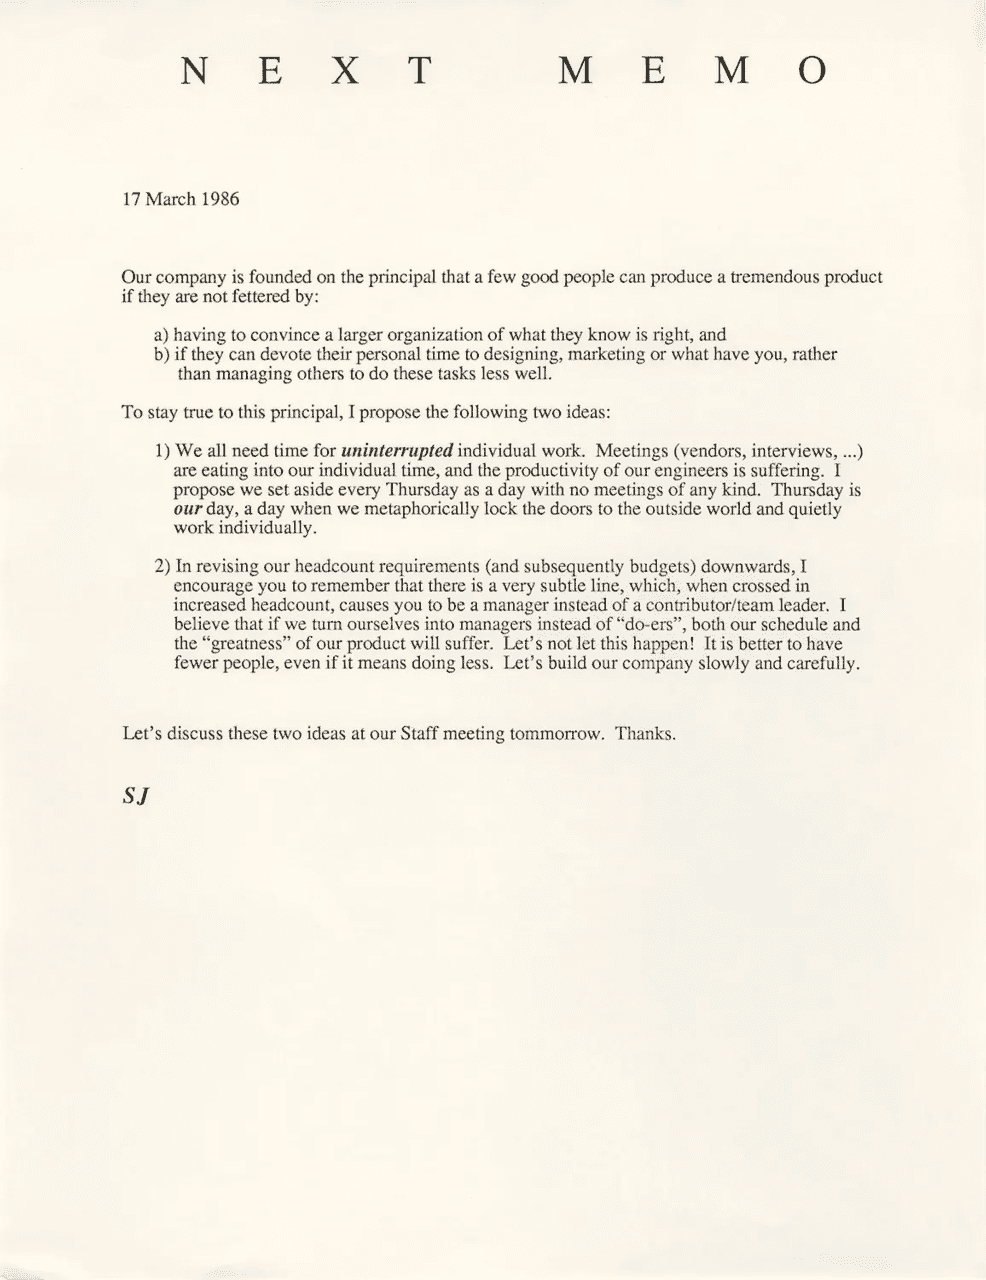 NEXT MEMO
17 March 1986
Our company is founded on the principal that a few good people can produce a tremendous product
if they are not fettered by:
a) having to convince a larger organization of what they know is right, and
b) if they can devote their personal time to designing, marketing or what have you, rather
than managing others to do these tasks less well.
To stay true to this principal, I propose the following two ideas:
1) We all need time for uninterrupted individual work.  Meetings (vendors, interviews, ...)
are eating into our individual time, and the productivity of our engineers is suffering.  I
propose we set aside every Thursday as a day with no meetings of any kind.  Thursday is
our day, a day when we metaphorically lock the doors to the outside world and quietly
work individually.
2) In revising our headcount requirements (and subsequently budgets) downwards, I
encourage you to remember that there is a very subtle line, which, when crossed in
increased headcount, causes you to be a manager instead of a contributor/team leader.  I
believe that if we turn ourselves into managers instead of “do-ers”, both our schedule and
the “greatness” of our product will suffer.  Let’s not let this happen!  It is better to have
fewer people, even if it means doing less.  Let’s build our company slowly and carefully.
Let’s discuss these two ideas at our Staff meeting tommorrow.  Thanks.
SJ